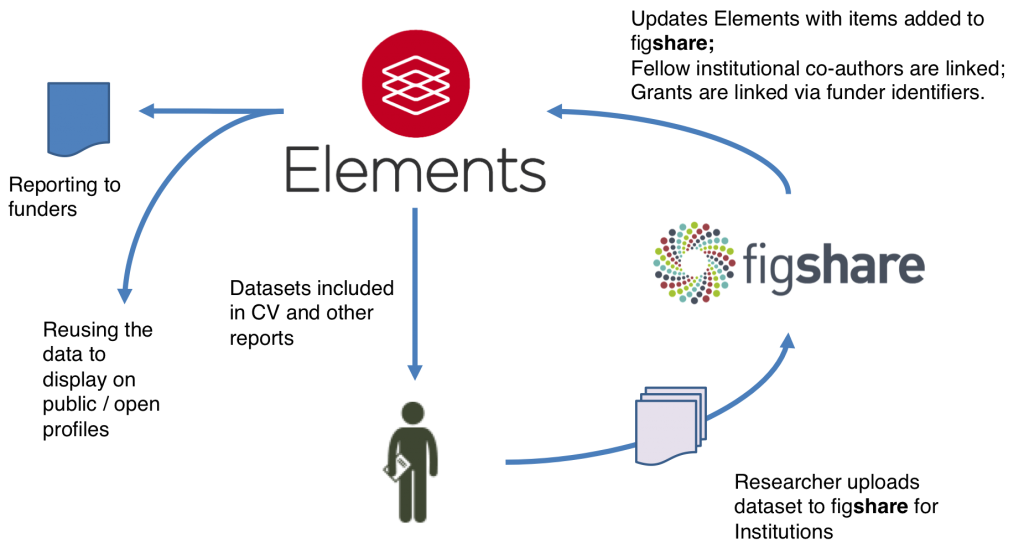 Updates Elements with items added to
figshare;
Fellow institutional co-authors are linked;
Grants are linked via funder identifiers.
Elements
Reporting to
funders
figshare
Datasets included
in CV and other
reports
Reusing the
data to
display on
public / open
profiles
Researcher uploads
dataset to figshare for
Institutions